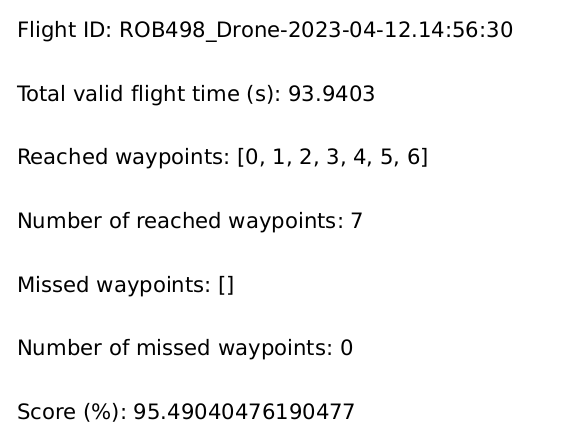 Flight ID: ROB498_Drone-2023-04-12.14:56:30
Total valid flight time (s): 93.9403
Reached waypoints: [0, 1, 2, 3, 4, 5, 6]
Number of reached waypoints: 7
Missed waypoints: []
Number of missed waypoints: 0
Score (%): 95.49040476190477